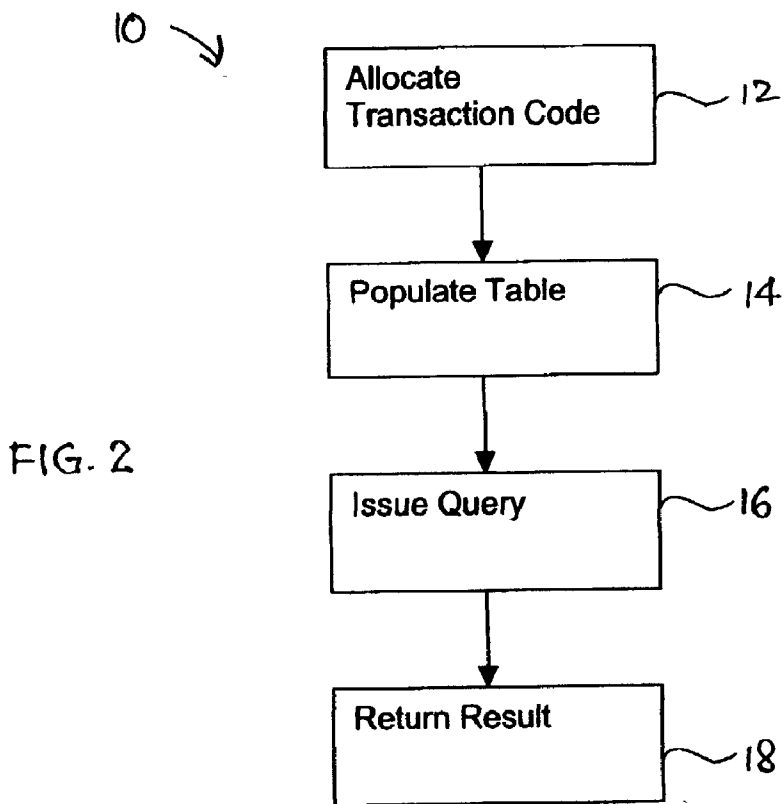 10
Allocate
Transaction Code
12
Populate Table
14
FIG. 2
Issue Query
16
Return Result
18